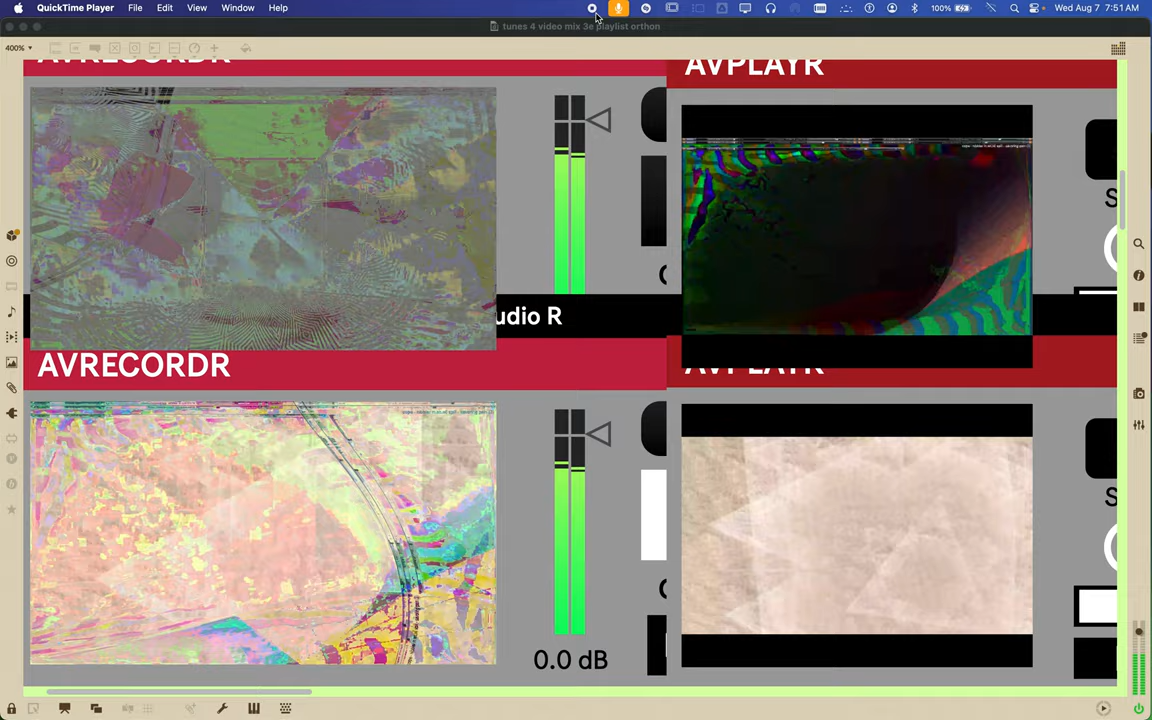 QuickTime Player File Edit View Window Help 100% Wed Aug 7 7:51 AM
tunes 4 video mix 3e playlist orthon
400%
AVRECORDR
AVPLAYR
S
udio R
AVRECORDR
AVPLAYR
S
0.0 dB